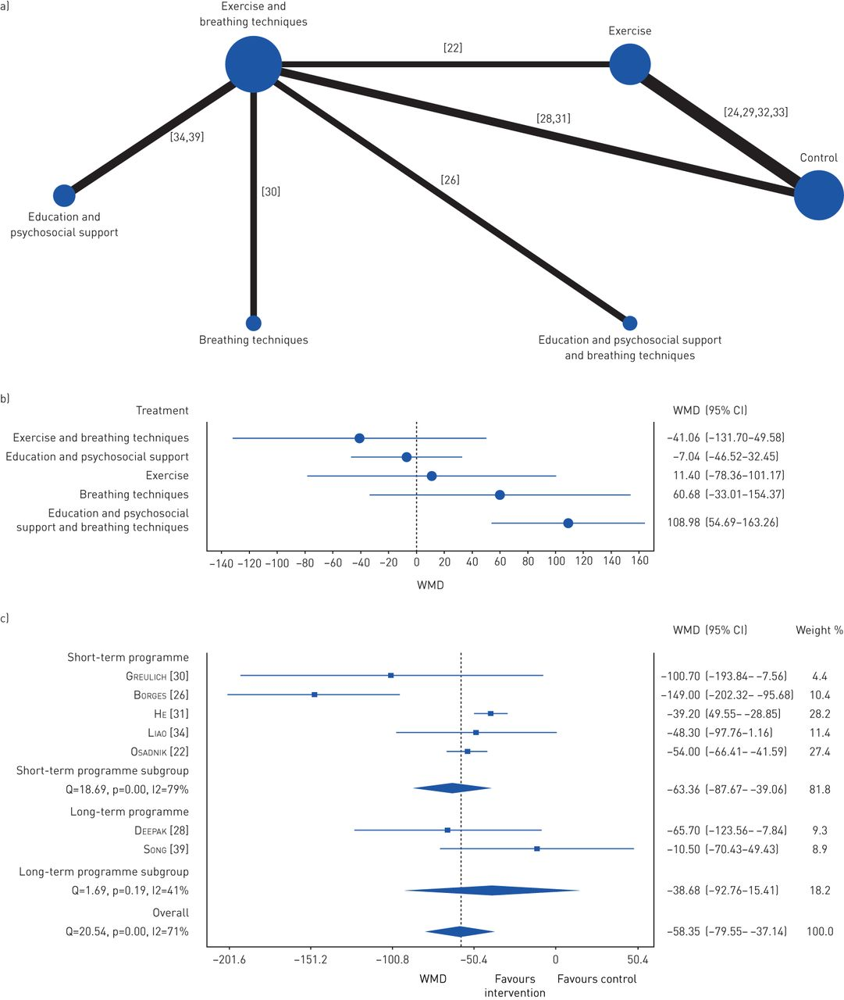 a)
Exercise and
breathing techniques
Exercise
[22]
[24,29,32,33]
[28,31]
[34,39]
Control
[26]
[30]
Education and
psychosocial support
Breathing techniques
Education and psychosocial support
and breathing techniques
b)
Treatment WMD (95% CI)
Exercise and breathing techniques −41.06 (−131.70–49.58)
Education and psychosocial support −7.04 (−46.52–32.45)
Exercise 11.40 (−78.36–101.17)
Breathing techniques 60.68 (−33.01–154.37)
Education and psychosocial
support and breathing techniques 108.98 (54.69–163.26)
−140 −120 −100 −80 −60 −40 −20 0 20 40 60 80 100 120 140 160
WMD
c)
WMD (95% CI) Weight %
Short-term programme
Greulich [30] −100.70 (−193.84– −7.56) 4.4
Borges [26] −149.00 (−202.32– −95.68) 10.4
He [31] −39.20 (49.55– −28.85) 28.2
Liao [34] −48.30 (−97.76–1.16) 11.4
Osadnik [22] −54.00 (−66.41– −41.59) 27.4
Short-term programme subgroup
Q=18.69, p=0.00, I2=79% −63.36 (−87.67– −39.06) 81.8
Long-term programme
Deepak [28] −65.70 (−123.56– −7.84) 9.3
Song [39] −10.50 (−70.43–49.43) 8.9
Long-term programme subgroup
Q=1.69, p=0.19, I2=41% −38.68 (−92.76–15.41) 18.2
Overall
Q=20.54, p=0.00, I2=71% −58.35 (−79.55– −37.14) 100.0
−201.6 −151.2 −100.8 −50.4 0 50.4
WMD Favours Favours control
intervention